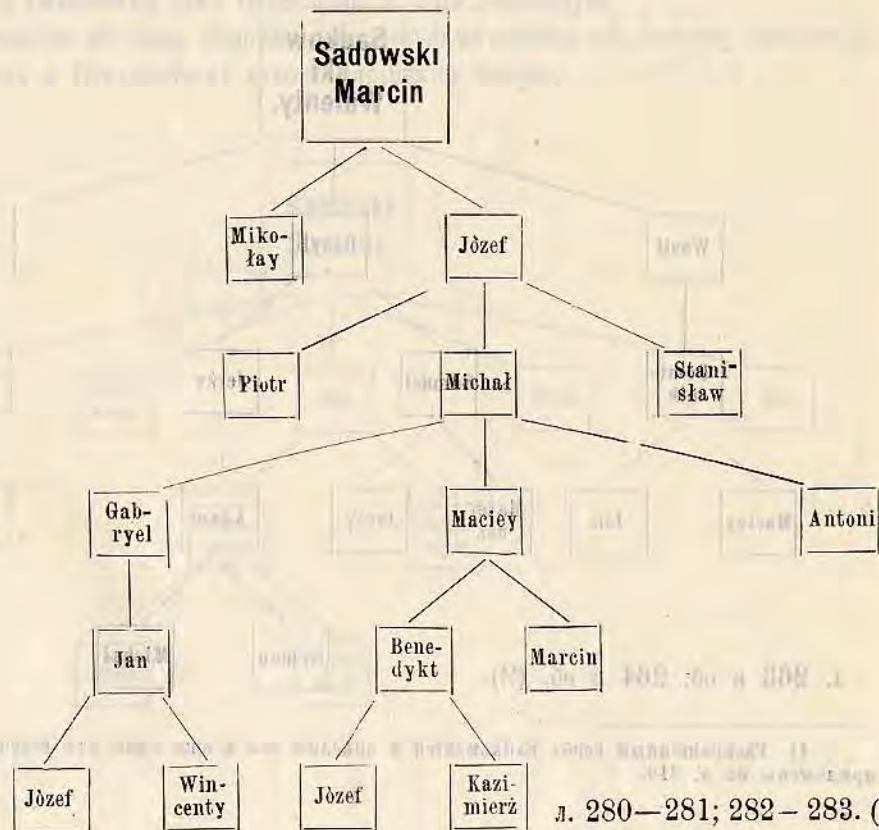 Sadowski
Marcin
Miko-
łay
Józef
Piotr
Michał
Stani-
sław
Gab-
ryel
Maciey
Antoni
Jan
Bene-
dykt
Marcin
Józef
Win-
centy
Józef
Kazi-
mierż
л. 280—281; 282—283. (